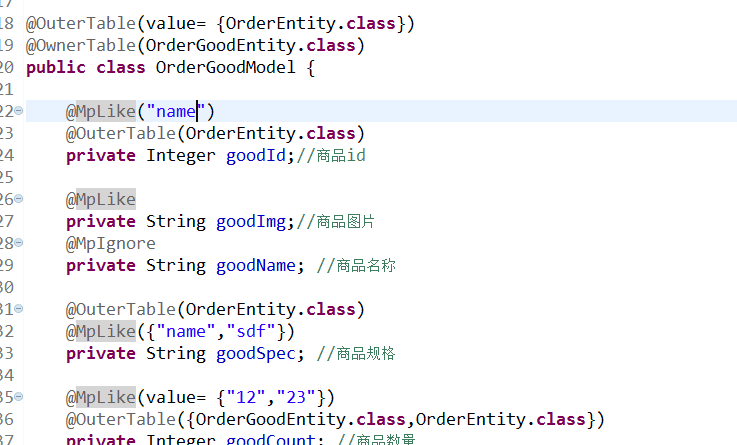 18 @OuterTable(value= {OrderEntity.class})
19 @OwnerTable(OrderGoodEntity.class)
20 public class OrderGoodModel {
21
22 @MpLike("name")
23 @OuterTable(OrderEntity.class)
24 private Integer goodId;//商品id
25
26 @MpLike
27 private String goodImg;//商品图片
28 @MpIgnore
29 private String goodName; //商品名称
30
31 @OuterTable(OrderEntity.class)
32 @MpLike({"name","sdf"})
33 private String goodSpec; //商品规格
34
35 @MpLike(value= {"12","23"})
36 @OuterTable({OrderGoodEntity.class,OrderEntity.class})
37 private Integer goodCount; //商品数量